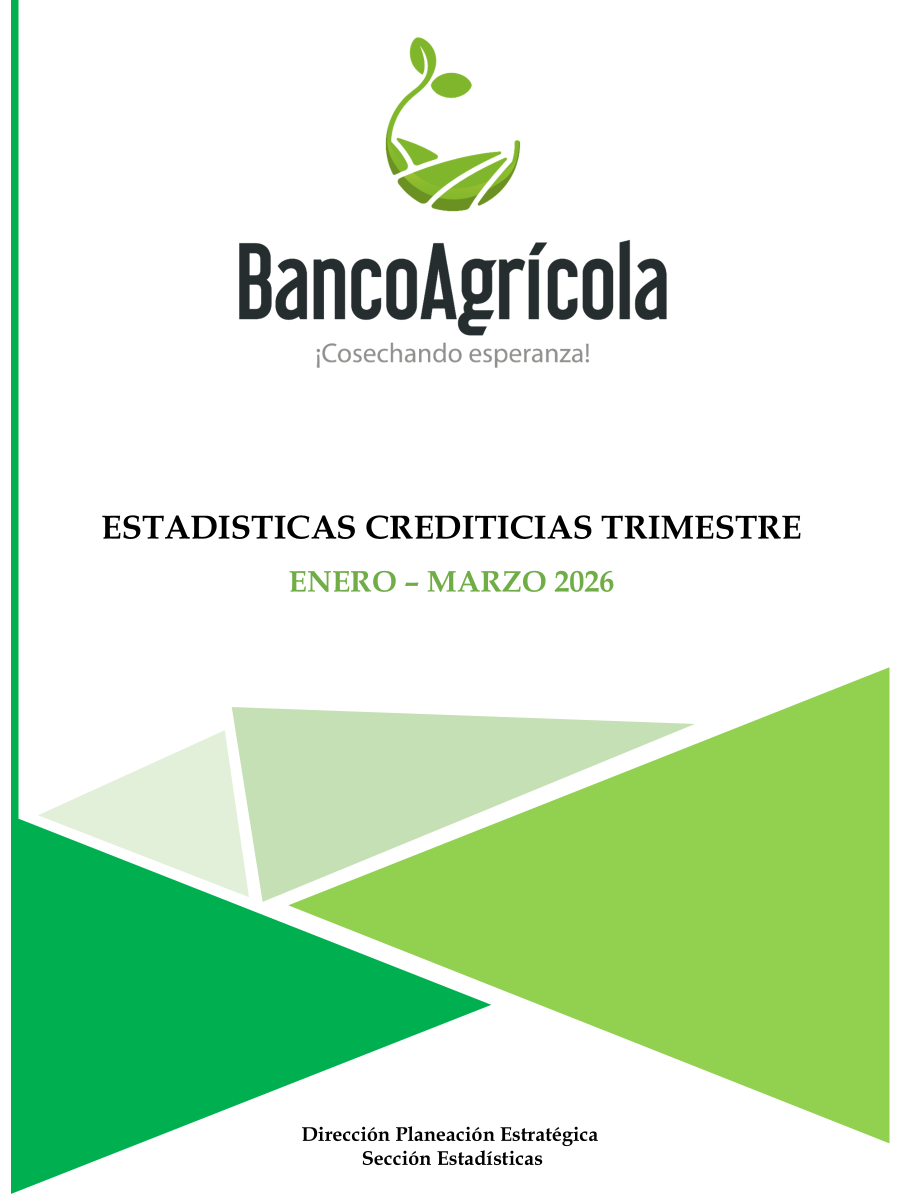 BancoAgrícola
¡Cosechando esperanza!
ESTADISTICAS CREDITICIAS TRIMESTRE
ENERO – MARZO 2026
Dirección Planeación Estratégica
Sección Estadísticas